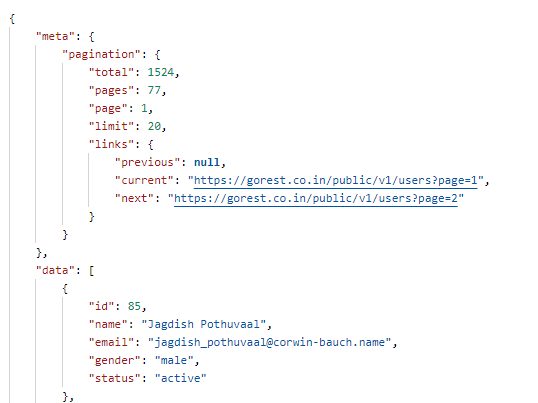 {
"meta": {
"pagination": {
"total": 1524,
"pages": 77,
"page": 1,
"limit": 20,
"links": {
"previous": null,
"current": "https://gorest.co.in/public/v1/users?page=1",
"next": "https://gorest.co.in/public/v1/users?page=2"
}
}
},
"data": [
{
"id": 85,
"name": "Jagdish Pothuvaal",
"email": "jagdish_pothuvaal@corwin-bauch.name",
"gender": "male",
"status": "active"
},